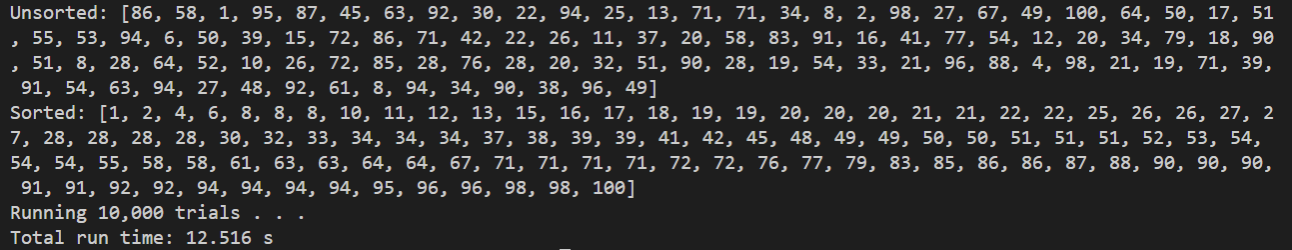 Unsorted: [86, 58, 1, 95, 87, 45, 63, 92, 30, 22, 94, 25, 13, 71, 71, 34, 8, 2, 98, 27, 67, 49, 100, 64, 50, 17, 51
, 55, 53, 94, 6, 50, 39, 15, 72, 86, 71, 42, 22, 26, 11, 37, 20, 58, 83, 91, 16, 41, 77, 54, 12, 20, 34, 79, 18, 90
, 51, 8, 28, 64, 52, 10, 26, 72, 85, 28, 76, 28, 20, 32, 51, 90, 28, 19, 54, 33, 21, 96, 88, 4, 98, 21, 19, 71, 39,
 91, 54, 63, 94, 27, 48, 92, 61, 8, 94, 34, 90, 38, 96, 49]
Sorted: [1, 2, 4, 6, 8, 8, 8, 10, 11, 12, 13, 15, 16, 17, 18, 19, 19, 20, 20, 20, 21, 21, 22, 22, 25, 26, 26, 27, 2
7, 28, 28, 28, 28, 30, 32, 33, 34, 34, 34, 37, 38, 39, 39, 41, 42, 45, 48, 49, 49, 50, 50, 51, 51, 51, 52, 53, 54,
54, 54, 55, 58, 58, 61, 63, 63, 64, 64, 67, 71, 71, 71, 71, 72, 72, 76, 77, 79, 83, 85, 86, 86, 87, 88, 90, 90, 90,
 91, 91, 92, 92, 94, 94, 94, 94, 95, 96, 96, 98, 98, 100]
Running 10,000 trials . . .
Total run time: 12.516 s